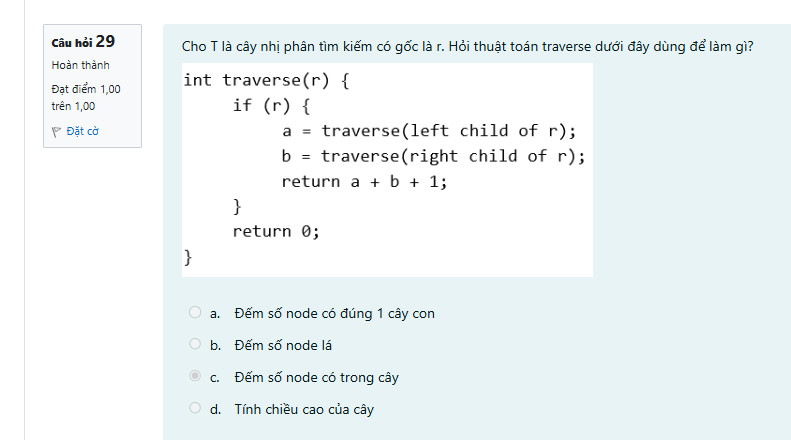 Câu hỏi 29
Hoàn thành
Đạt điểm 1,00
trên 1,00
Đặt cờ
Cho T là cây nhị phân tìm kiếm có gốc là r. Hỏi thuật toán traverse dưới đây dùng để làm gì?
int traverse(r) {
if (r) {
a = traverse(left child of r);
b = traverse(right child of r);
return a + b + 1;
}
return 0;
}
a. Đếm số node có đúng 1 cây con
b. Đếm số node lá
c. Đếm số node có trong cây
d. Tính chiều cao của cây